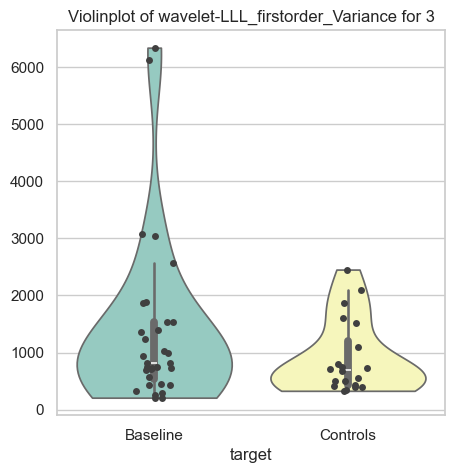 Violinplot of wavelet-LLL_firstorder_Variance for 3
6000
5000
4000
3000
2000
1000
0
Baseline Controls
target